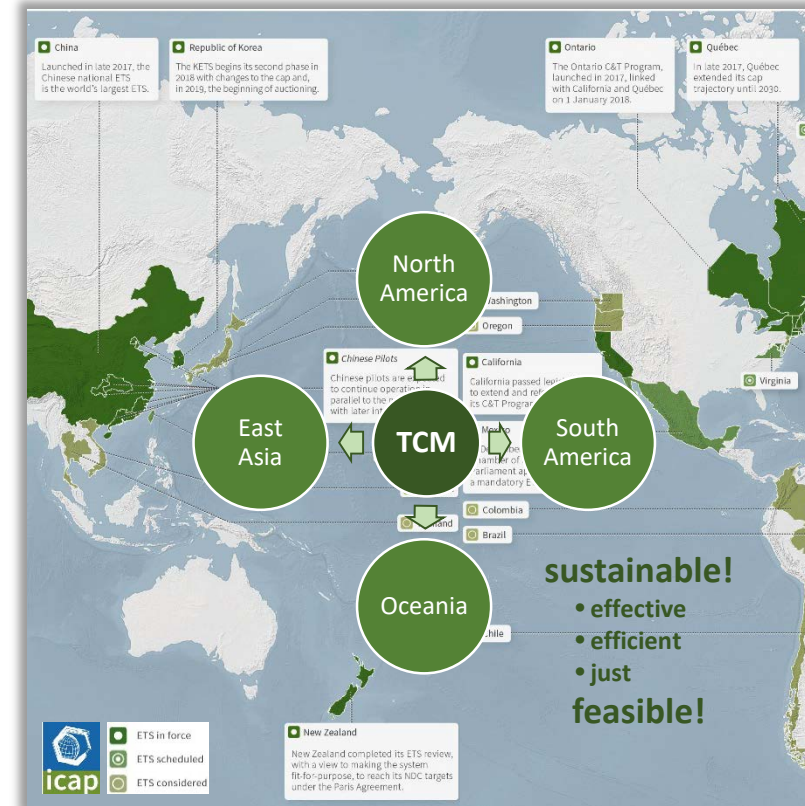 China
Launched in late 2017, the
Chinese national ETS
is the world's largest ETS.
Republic of Korea
The KETS begins its second phase in
2018 with changes to the cap and,
in 2019, the beginning of auctioning.
Ontario
The Ontario C&T Program,
launched in 2017, linked
with California and Québec
on 1 January 2018.
Québec
In late 2017, Québec
extended its cap
trajectory until 2030.
North
America
Washington
Oregon
Chinese Pilots
Chinese pilots are
to continue operation
parallel to the
with later
California
California passed
to extend and
its C&T
Virginia
East
Asia
TCM
South
America
Mexico
a mandatory
Colombia
Brazil
Oceania
sustainable!
• effective
• efficient
• just
feasible!
New Zealand
New Zealand completed its ETS review,
with a view to making the system
fit-for-purpose, to reach its NDC targets
under the Paris Agreement.
icap
ETS in force
ETS scheduled
ETS considered